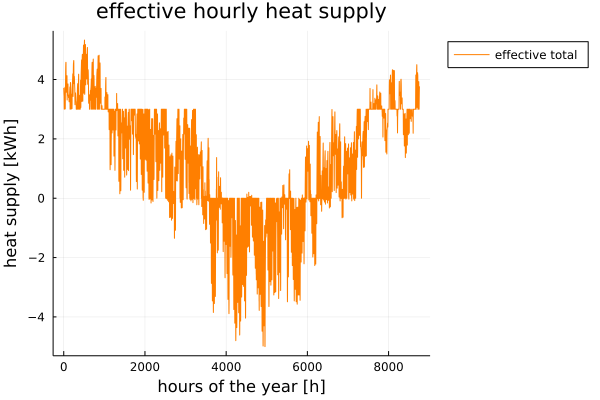 effective hourly heat supply
effective total
heat supply [kWh]
4
2
0
−2
−4
0 2000 4000 6000 8000
hours of the year [h]